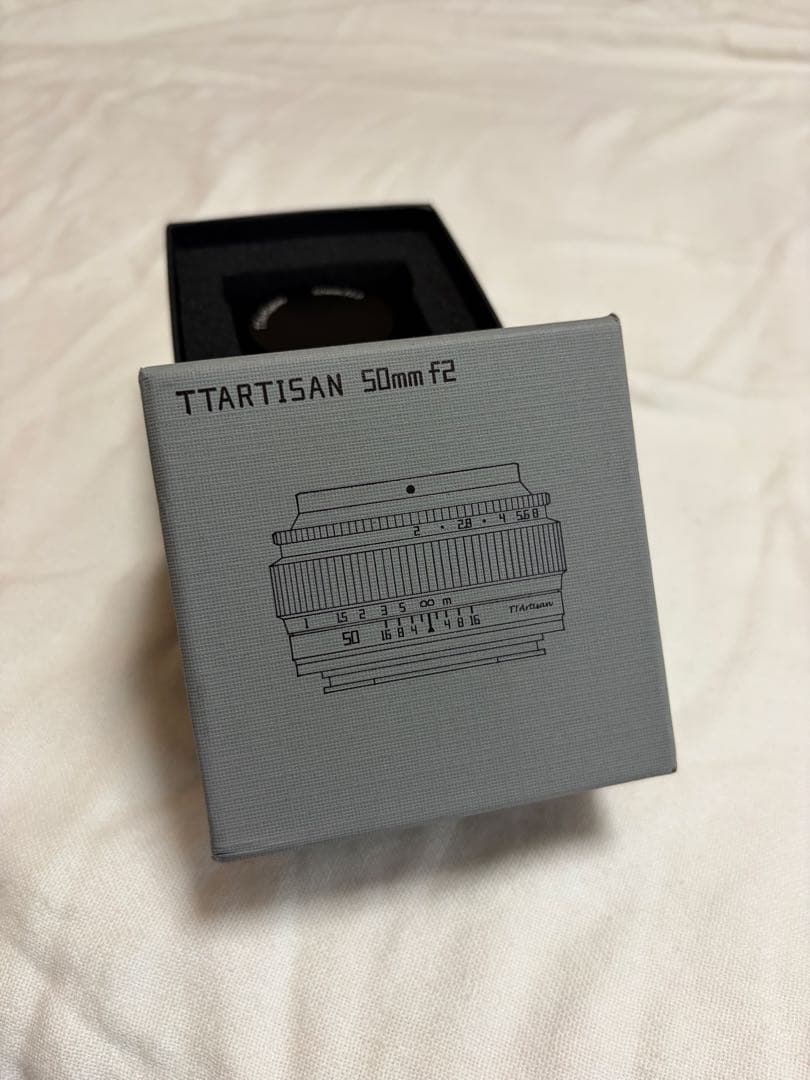 TTARTISAN 50mm f2
2 • 2.8 • 4 5.6 8
1 1.5 2 3 5 ∞ m
TTArtisan
50 16 8 4 4 8 16